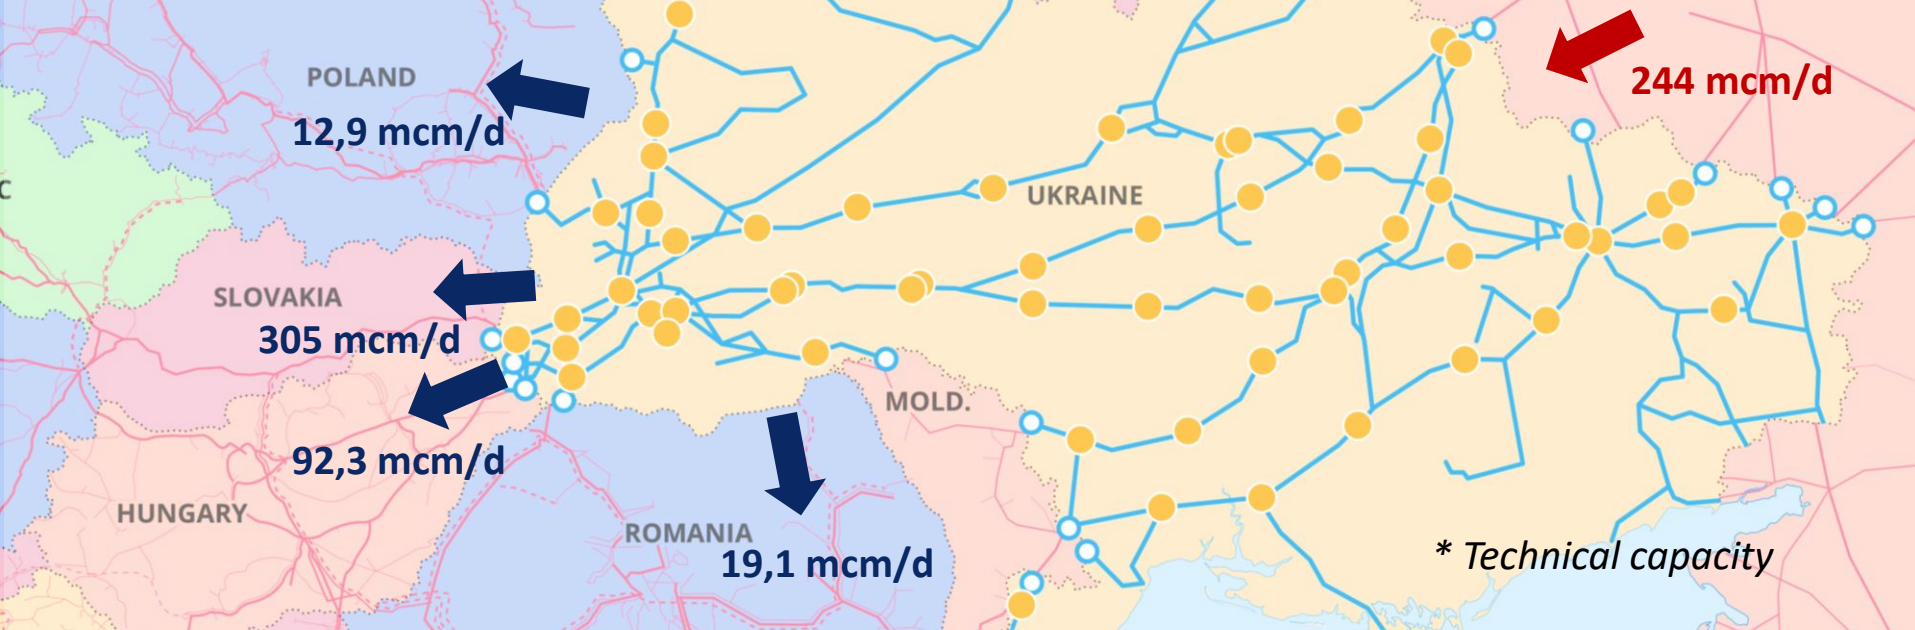 POLAND
12,9 mcm/d
244 mcm/d
C
UKRAINE
SLOVAKIA
305 mcm/d
MOLD.
92,3 mcm/d
HUNGARY
ROMANIA
19,1 mcm/d
* Technical capacity